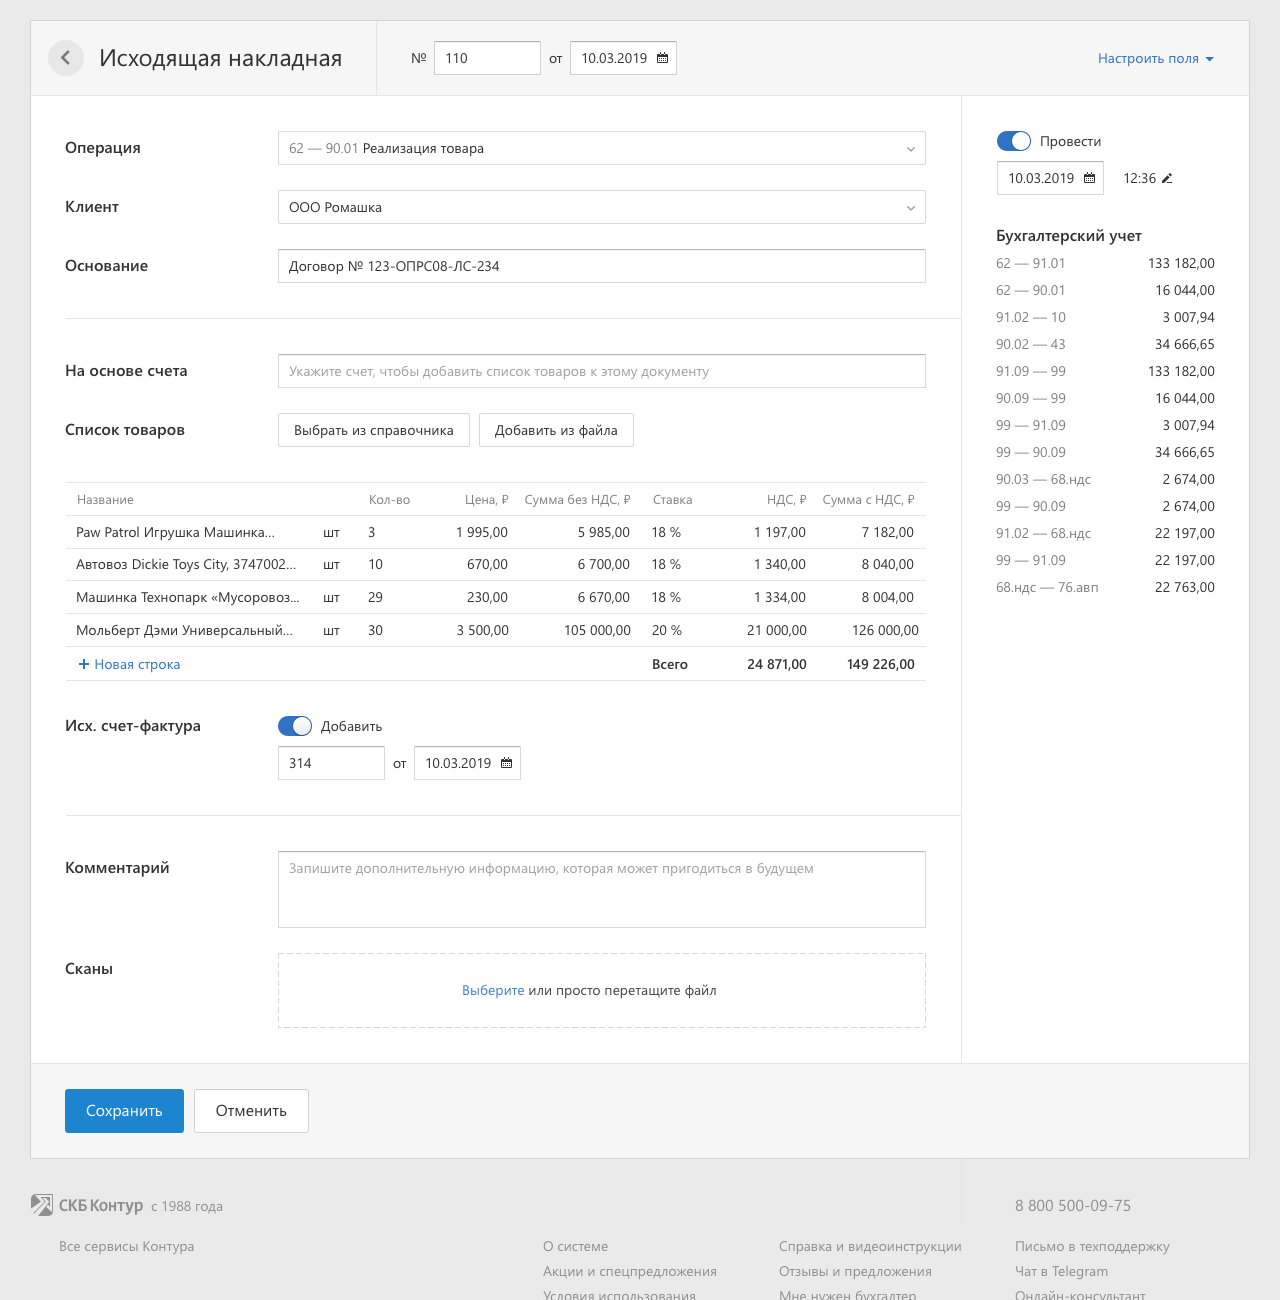 Исходящая накладная № 110 от 10.03.2019 Настроить поля
Операция 62 — 90.01 Реализация товара
Клиент ООО Ромашка
Основание Договор № 123-ОПРС08-ЛС-234
На основе счета Укажите счет, чтобы добавить список товаров к этому документу
Список товаров Выбрать из справочника Добавить из файла
Название Кол-во Цена, ₽ Сумма без НДС, ₽ Ставка НДС, ₽ Сумма с НДС, ₽
Paw Patrol Игрушка Машинка... шт 3 1 995,00 5 985,00 18 % 1 197,00 7 182,00
Автовоз Dickie Toys City, 3747002... шт 10 670,00 6 700,00 18 % 1 340,00 8 040,00
Машинка Технопарк «Мусоровоз... шт 29 230,00 6 670,00 18 % 1 334,00 8 004,00
Мольберт Дэми Универсальный... шт 30 3 500,00 105 000,00 20 % 21 000,00 126 000,00
+ Новая строка Всего 24 871,00 149 226,00
Исх. счет-фактура Добавить
314 от 10.03.2019
Комментарий Запишите дополнительную информацию, которая может пригодиться в будущем
Сканы Выберите или просто перетащите файл
Провести
10.03.2019 12:36
Бухгалтерский учет
62 — 91.01 133 182,00
62 — 90.01 16 044,00
91.02 — 10 3 007,94
90.02 — 43 34 666,65
91.09 — 99 133 182,00
90.09 — 99 16 044,00
99 — 91.09 3 007,94
99 — 90.09 34 666,65
90.03 — 68.ндс 2 674,00
99 — 90.09 2 674,00
91.02 — 68.ндс 22 197,00
99 — 91.09 22 197,00
68.ндс — 76.авп 22 763,00
Сохранить Отменить
СКБ Контур с 1988 года 8 800 500-09-75
Все сервисы Контура О системе Справка и видеоинструкции Письмо в техподдержку
Акции и спецпредложения Отзывы и предложения Чат в Telegram
Условия использования Мне нужен бухгалтер Онлайн-консультант